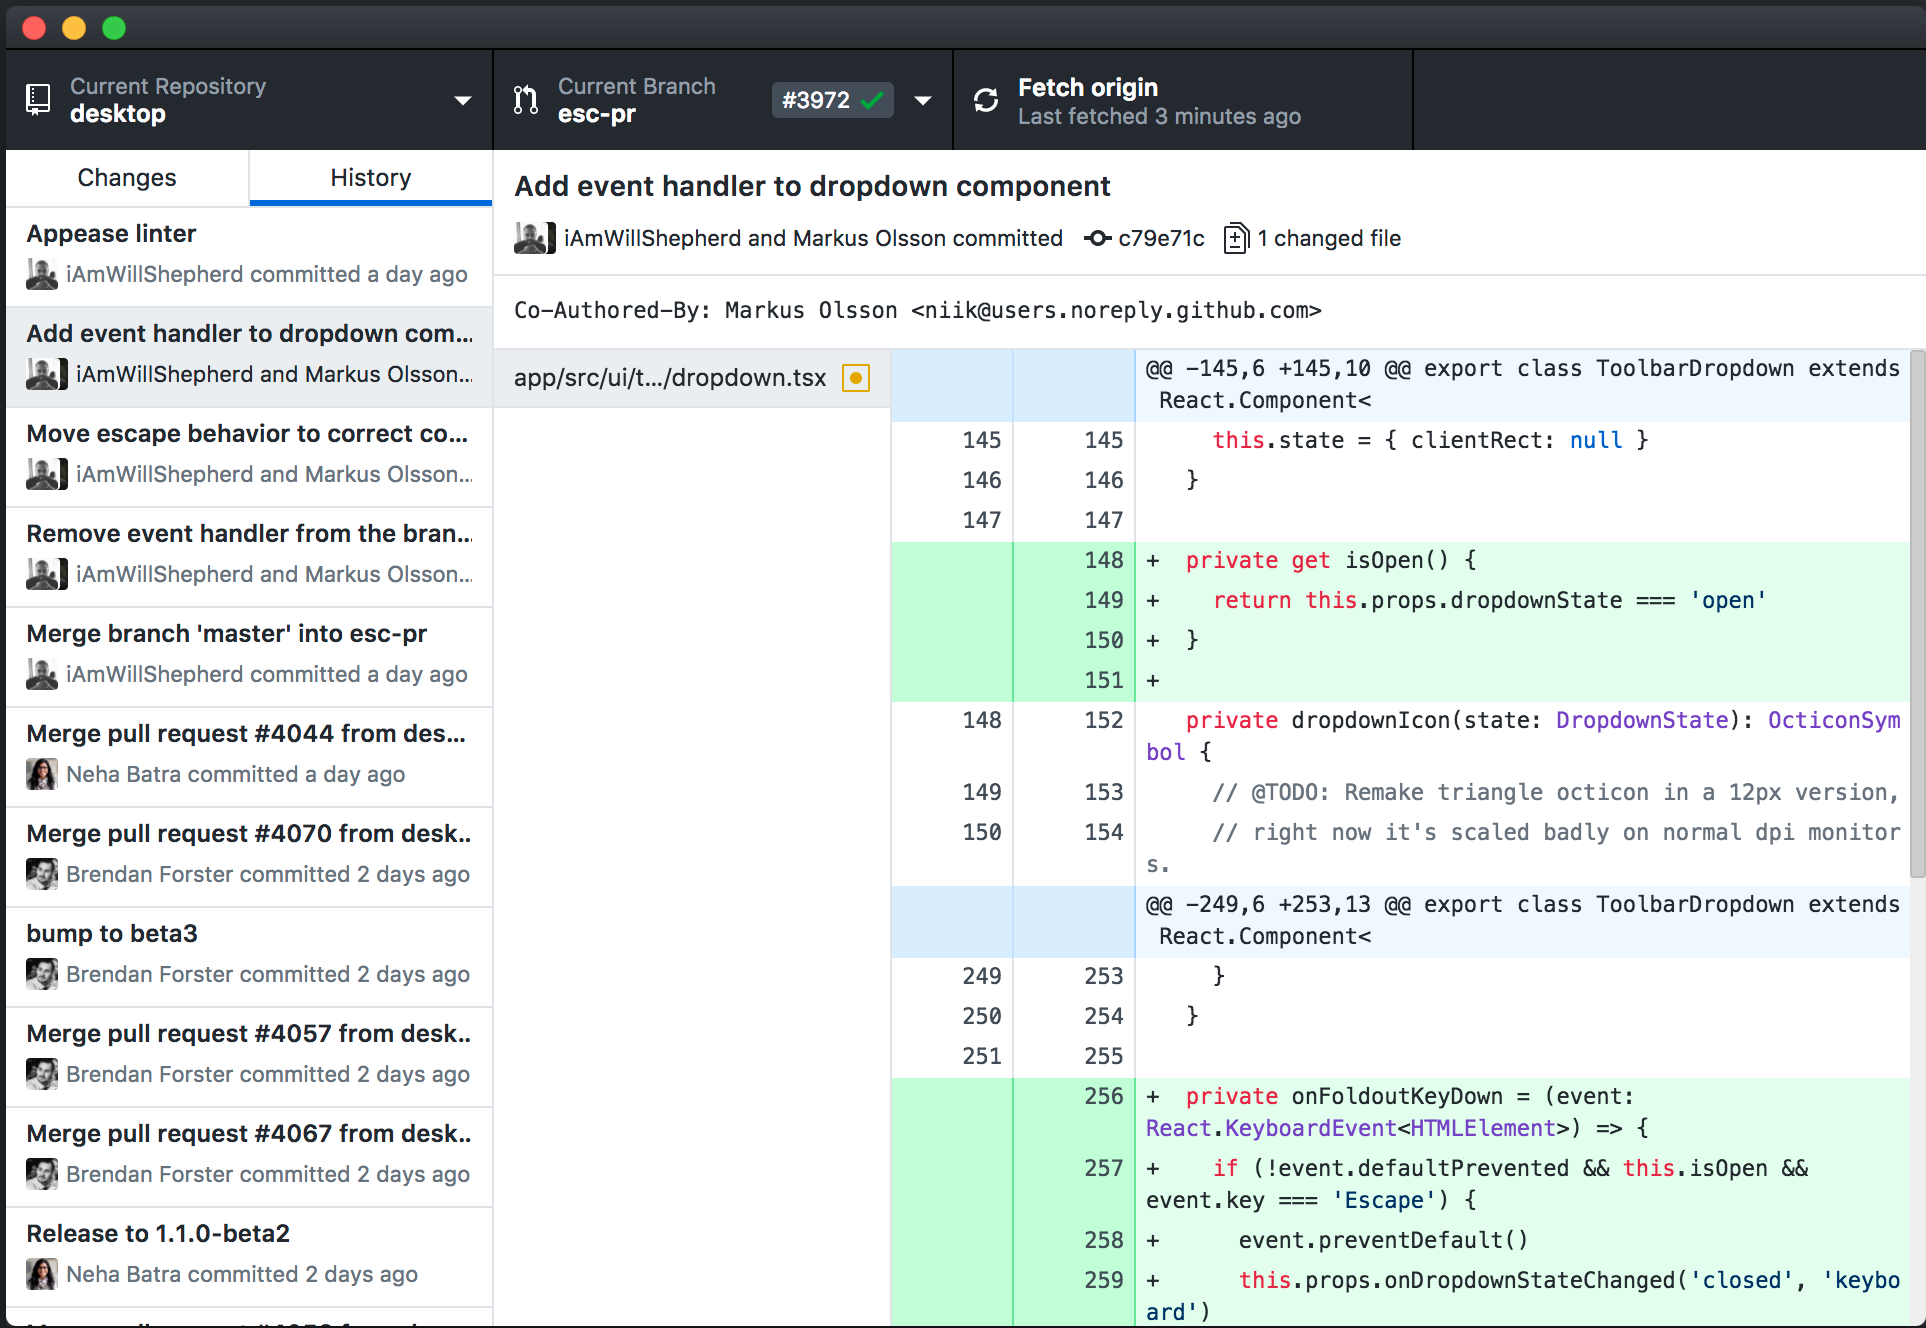 Current Repository
desktop
Current Branch
esc-pr
#3972
Fetch origin
Last fetched 3 minutes ago
Changes
History
Appease linter
iAmWillShepherd committed a day ago
Add event handler to dropdown com...
iAmWillShepherd and Markus Olsson...
Move escape behavior to correct co...
iAmWillShepherd and Markus Olsson...
Remove event handler from the bran...
iAmWillShepherd and Markus Olsson...
Merge branch 'master' into esc-pr
iAmWillShepherd committed a day ago
Merge pull request #4044 from des...
Neha Batra committed a day ago
Merge pull request #4070 from desk..
Brendan Forster committed 2 days ago
bump to beta3
Brendan Forster committed 2 days ago
Merge pull request #4057 from desk..
Brendan Forster committed 2 days ago
Merge pull request #4067 from desk..
Brendan Forster committed 2 days ago
Release to 1.1.0-beta2
Neha Batra committed 2 days ago
Add event handler to dropdown component
iAmWillShepherd and Markus Olsson committed c79e71c 1 changed file
Co-Authored-By: Markus Olsson <niik@users.noreply.github.com>
app/src/ui/t.../dropdown.tsx
@@ -145,6 +145,10 @@ export class ToolbarDropdown extends
React.Component<
145 145 this.state = { clientRect: null }
146 146 }
147 147
148 + private get isOpen() {
149 + return this.props.dropdownState === 'open'
150 + }
151 +
148 152 private dropdownIcon(state: DropdownState): OcticonSym
bol {
149 153 // @TODO: Remake triangle octicon in a 12px version,
150 154 // right now it's scaled badly on normal dpi monitor
s.
@@ -249,6 +253,13 @@ export class ToolbarDropdown extends
React.Component<
249 253 }
250 254 }
251 255
256 + private onFoldoutKeyDown = (event:
React.KeyboardEvent<HTMLElement>) => {
257 + if (!event.defaultPrevented && this.isOpen &&
event.key === 'Escape') {
258 + event.preventDefault()
259 + this.props.onDropdownStateChanged('closed', 'keybo
ard')